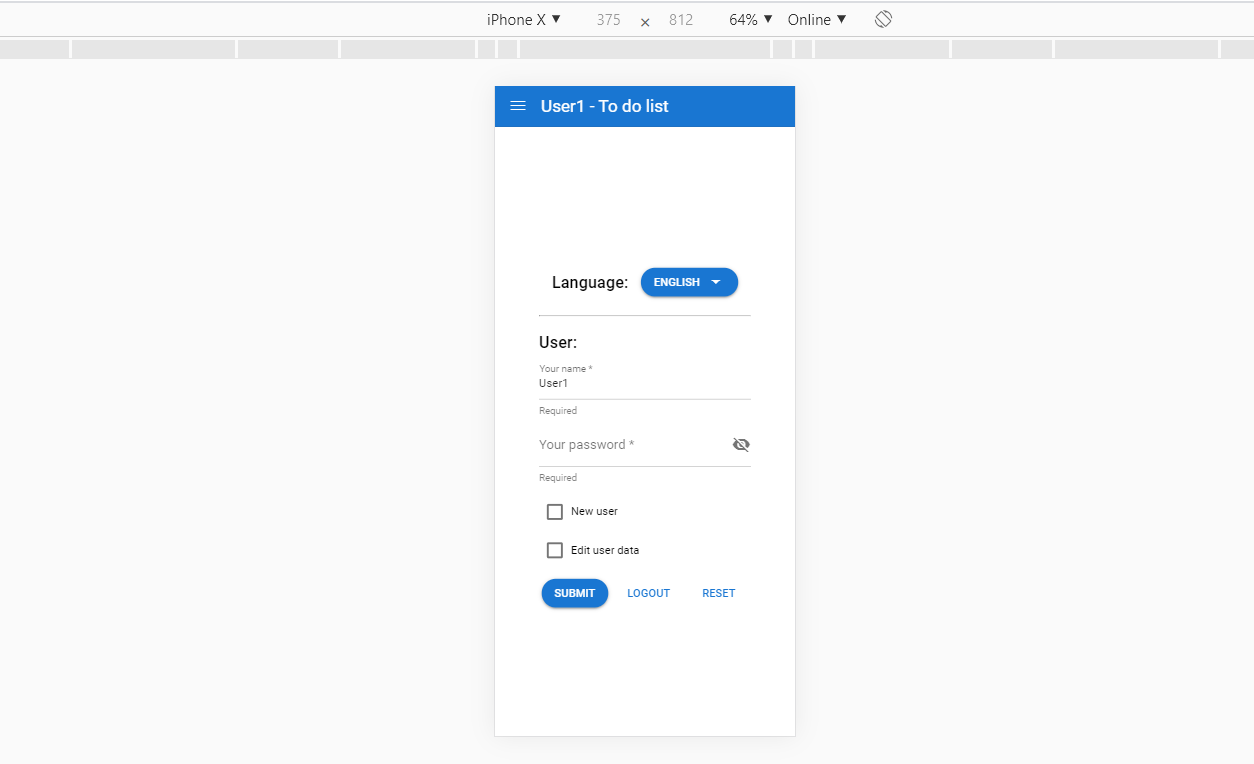 iPhone X ▼ 375 × 812 64% ▼ Online ▼
User1 - To do list
Language: ENGLISH
User:
Your name *
User1
Required
Your password *
Required
New user
Edit user data
SUBMIT LOGOUT RESET